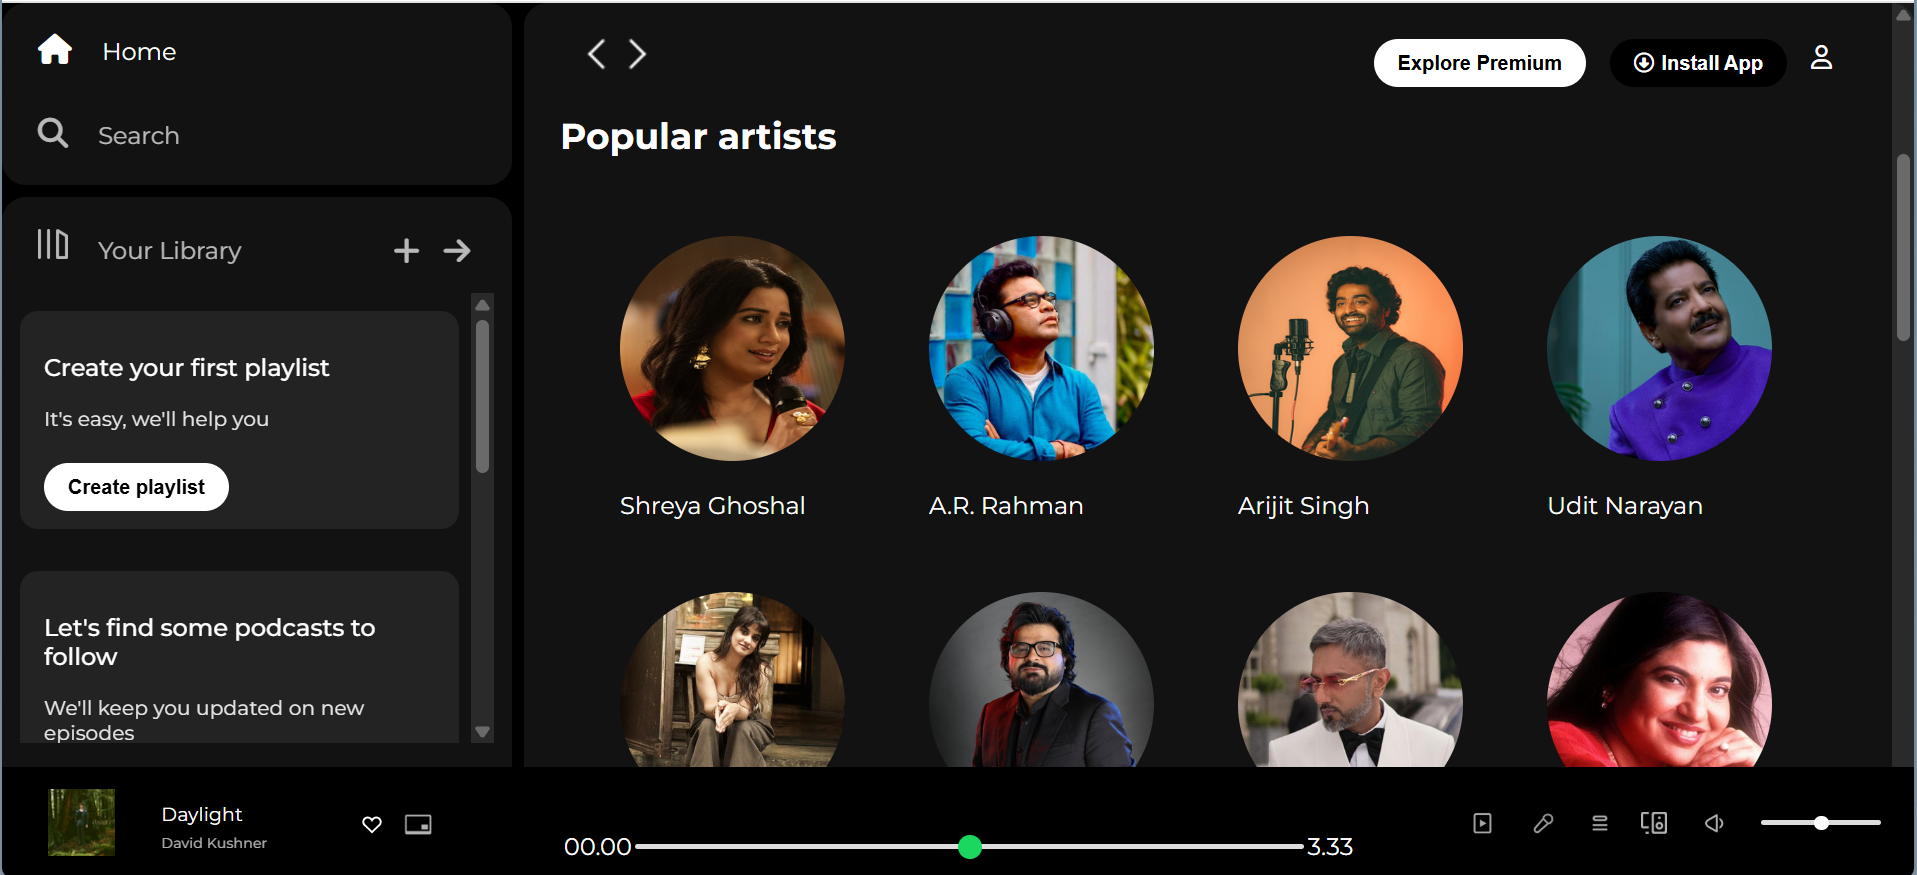 Home
Search
Your Library
Create your first playlist
It's easy, we'll help you
Create playlist
Let's find some podcasts to
follow
We'll keep you updated on new
episodes
Explore Premium
Install App
Popular artists
Shreya Ghoshal
A.R. Rahman
Arijit Singh
Udit Narayan
Daylight
David Kushner
00.00
3.33